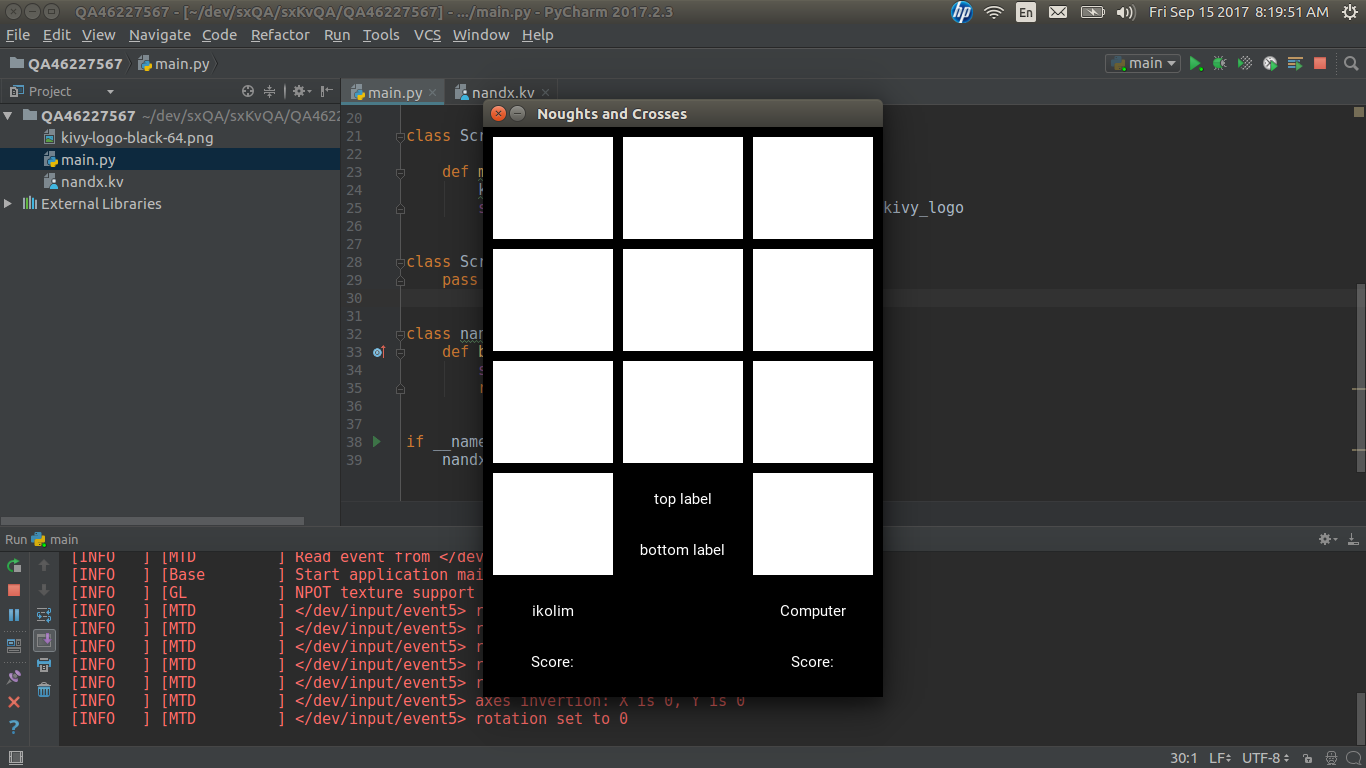 QA46227567 - [~/dev/sxQA/sxKvQA/QA46227567] - .../main.py - PyCharm 2017.2.3
hp
En
Fri Sep 15 2017 8:19:51 AM
File Edit View Navigate Code Refactor Run Tools VCS Window Help
QA46227567 main.py
main
Project
main.py nandx.kv
QA46227567 ~/dev/sxQA/sxKvQA/QA4622
kivy-logo-black-64.png
main.py
nandx.kv
External Libraries
20
21 class Scr
22
23 def m
24
25 kivy_logo
26
27
28 class Scr
29 pass
30
31
32 class nan
33 def b
34
35
36
37
38 if __name
39 nandx
Noughts and Crosses
top label
bottom label
ikolim Computer
Score: Score:
Run main
[INFO ] [MTD ] Read event from </dev
[INFO ] [Base ] Start application mai
[INFO ] [GL ] NPOT texture support
[INFO ] [MTD ] </dev/input/event5> r
[INFO ] [MTD ] </dev/input/event5> r
[INFO ] [MTD ] </dev/input/event5> r
[INFO ] [MTD ] </dev/input/event5> r
[INFO ] [MTD ] </dev/input/event5> r
[INFO ] [MTD ] </dev/input/event5> axes invertion: X is 0, Y is 0
[INFO ] [MTD ] </dev/input/event5> rotation set to 0
30:1 LF UTF-8